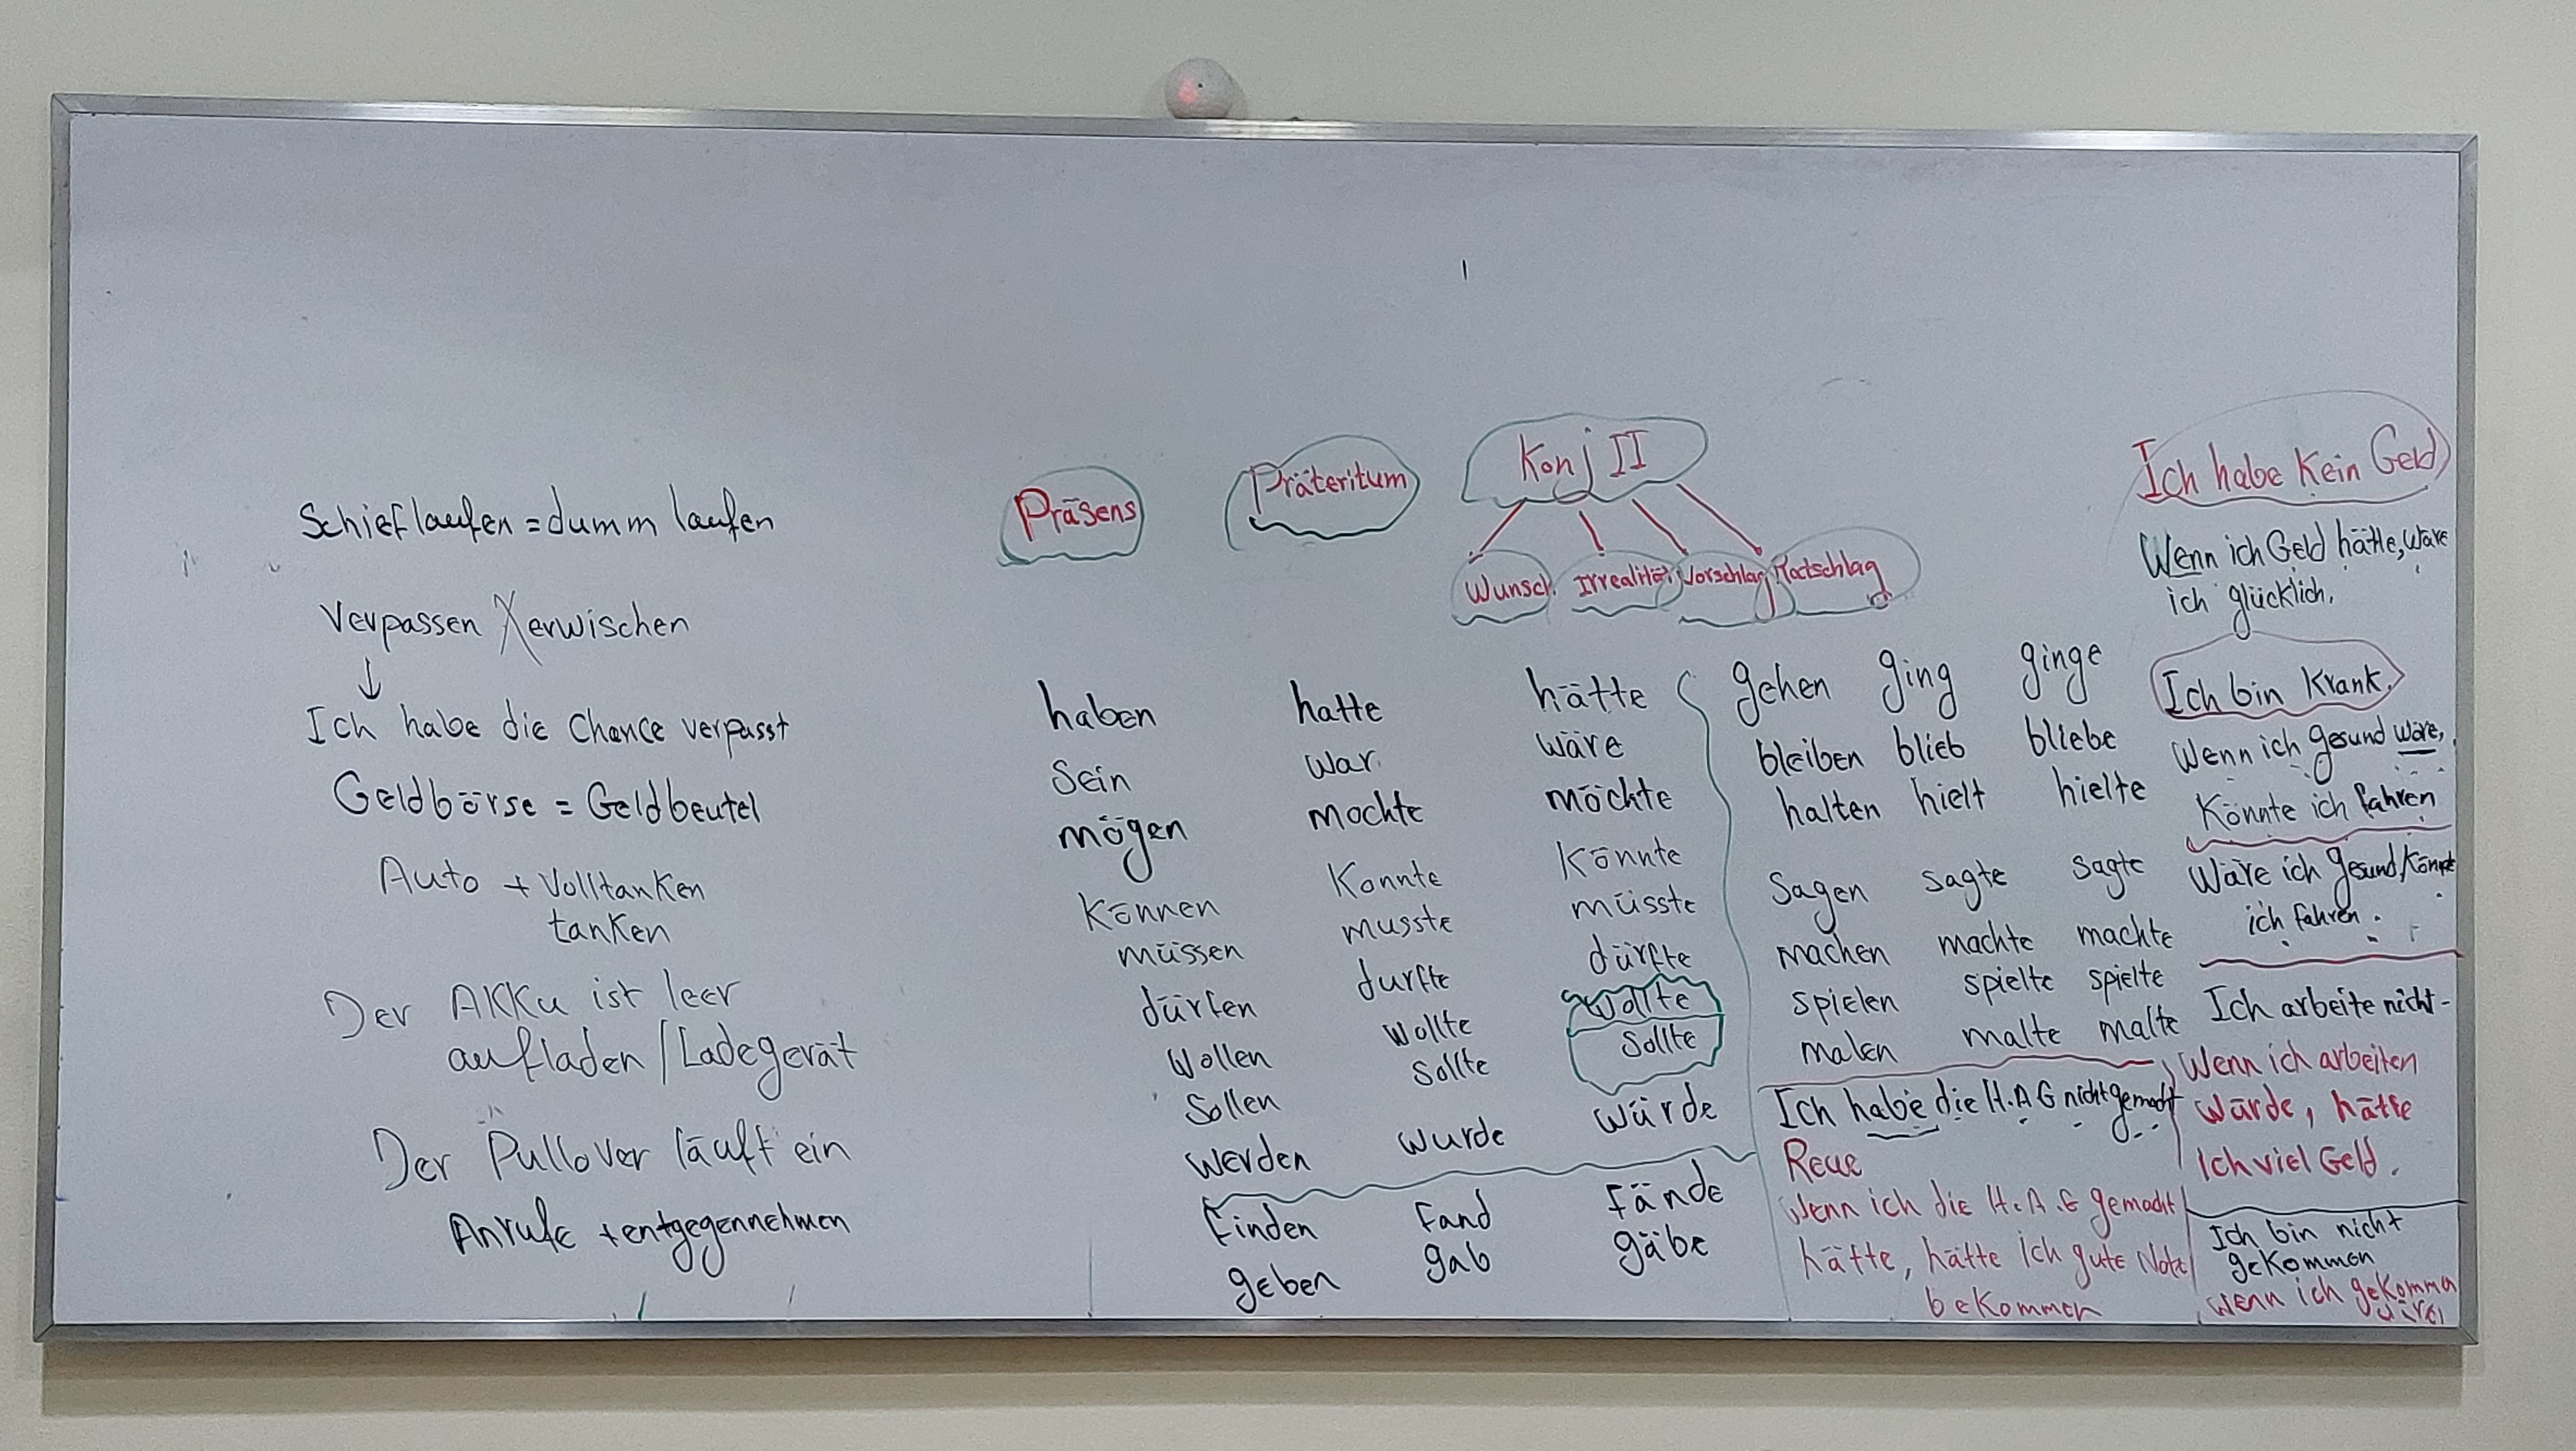 Schieflaufen = dumm laufen
Verpassen X erwischen
↓
Ich habe die Chance verpasst
Geldbörse = Geldbeutel
Auto + Volltanken
tanken
Der Akku ist leer
aufladen / Ladegerät
Der Pullover läuft ein
Anrufe + entgegennehmen
Präsens Präteritum Konj II
Wunsch Irrealität Vorschlag Ratschlag
haben hatte hätte
Sein war wäre
mögen mochte möchte
Können Konnte Könnte
müssen musste müsste
dürfen durfte dürfte
Wollen Wollte Wollte
Sollen Sollte Sollte
Werden Wurde Würde
Finden Fand Fände
geben gab gäbe
gehen ging ginge
bleiben blieb bliebe
halten hielt hielte
Sagen sagte sagte
machen machte machte
spielen spielte spielte
malen malte malte
Ich habe die H.A G nicht gemacht
Reue
Wenn ich die H.A.G gemacht
hätte, hätte ich gute Note
bekommen
Ich habe Kein Geld
Wenn ich Geld hätte, wäre
ich glücklich.
Ich bin Krank.
Wenn ich gesund wäre,
Könnte ich fahren
Wäre ich gesund, Könnte
ich fahren.
Ich arbeite nicht-
Wenn ich arbeiten
Würde, hätte
Ich viel Geld.
Ich bin nicht
gekommen
Wenn ich gekommen
wäre,